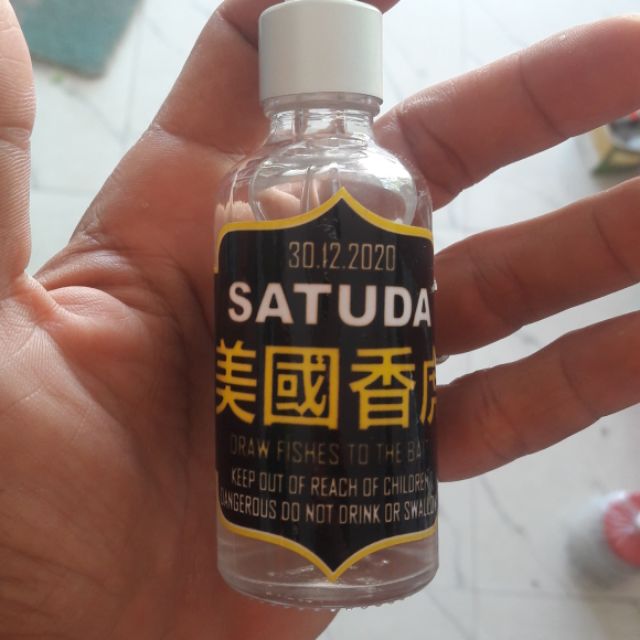 30.12.2020
SATUDA
美國香
DRAW FISHES TO THE
KEEP OUT OF REACH OF CHILDREN
DANGEROUS DO NOT DRINK OR